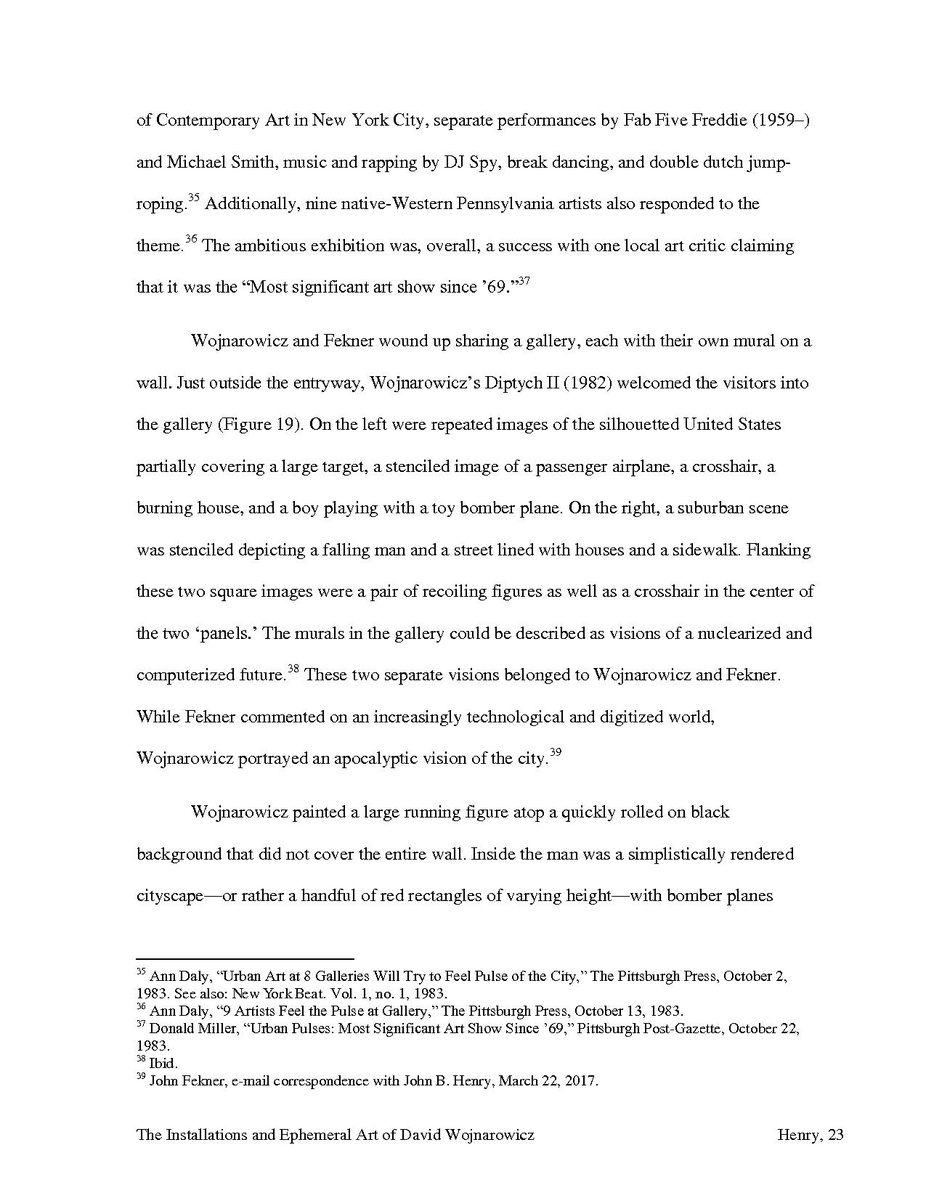 of Contemporary Art in New York City, separate performances by Fab Five Freddie (1959–)
and Michael Smith, music and rapping by DJ Spy, break dancing, and double dutch jump-
roping.35 Additionally, nine native-Western Pennsylvania artists also responded to the
theme.36 The ambitious exhibition was, overall, a success with one local art critic claiming
that it was the “Most significant art show since ’69.”37
Wojnarowicz and Fekner wound up sharing a gallery, each with their own mural on a
wall. Just outside the entryway, Wojnarowicz’s Diptych II (1982) welcomed the visitors into
the gallery (Figure 19). On the left were repeated images of the silhouetted United States
partially covering a large target, a stenciled image of a passenger airplane, a crosshair, a
burning house, and a boy playing with a toy bomber plane. On the right, a suburban scene
was stenciled depicting a falling man and a street lined with houses and a sidewalk. Flanking
these two square images were a pair of recoiling figures as well as a crosshair in the center of
the two ‘panels.’ The murals in the gallery could be described as visions of a nuclearized and
computerized future.38 These two separate visions belonged to Wojnarowicz and Fekner.
While Fekner commented on an increasingly technological and digitized world,
Wojnarowicz portrayed an apocalyptic vision of the city.39
Wojnarowicz painted a large running figure atop a quickly rolled on black
background that did not cover the entire wall. Inside the man was a simplistically rendered
cityscape—or rather a handful of red rectangles of varying height—with bomber planes
35 Ann Daly, “Urban Art at 8 Galleries Will Try to Feel Pulse of the City,” The Pittsburgh Press, October 2,
1983. See also: New York Beat. Vol. 1, no. 1, 1983.
36 Ann Daly, “9 Artists Feel the Pulse at Gallery,” The Pittsburgh Press, October 13, 1983.
37 Donald Miller, “Urban Pulses: Most Significant Art Show Since ’69,” Pittsburgh Post-Gazette, October 22,
1983.
38 Ibid.
39 John Fekner, e-mail correspondence with John B. Henry, March 22, 2017.
The Installations and Ephemeral Art of David Wojnarowicz Henry, 23